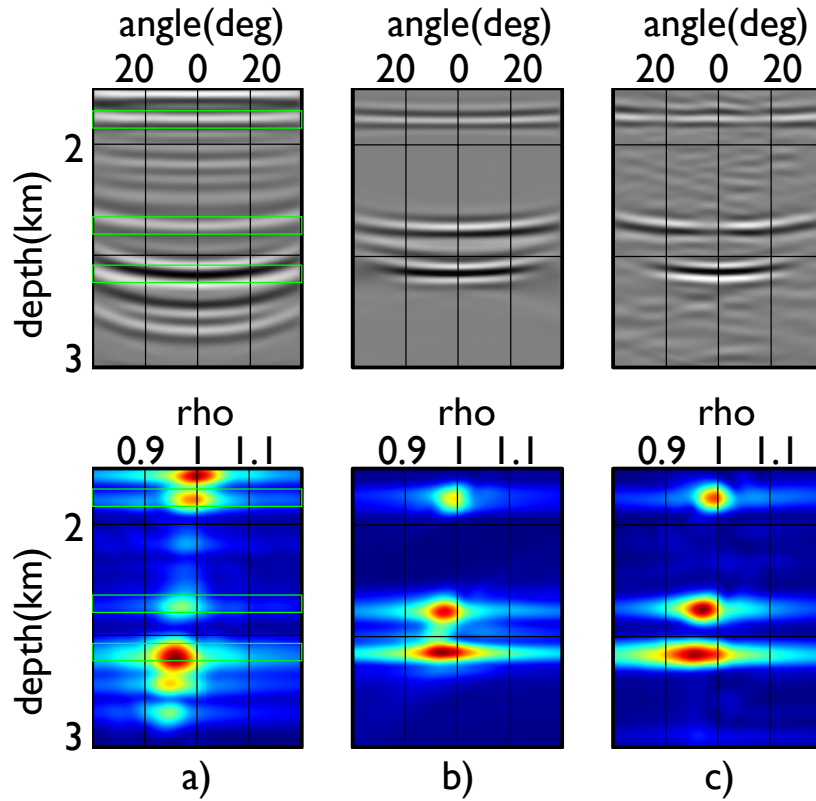 angle(deg) angle(deg) angle(deg)
20 0 20 20 0 20 20 0 20
depth(km)
2
3
rho rho rho
0.9 1 1.1 0.9 1 1.1 0.9 1 1.1
depth(km)
2
3
a) b) c)